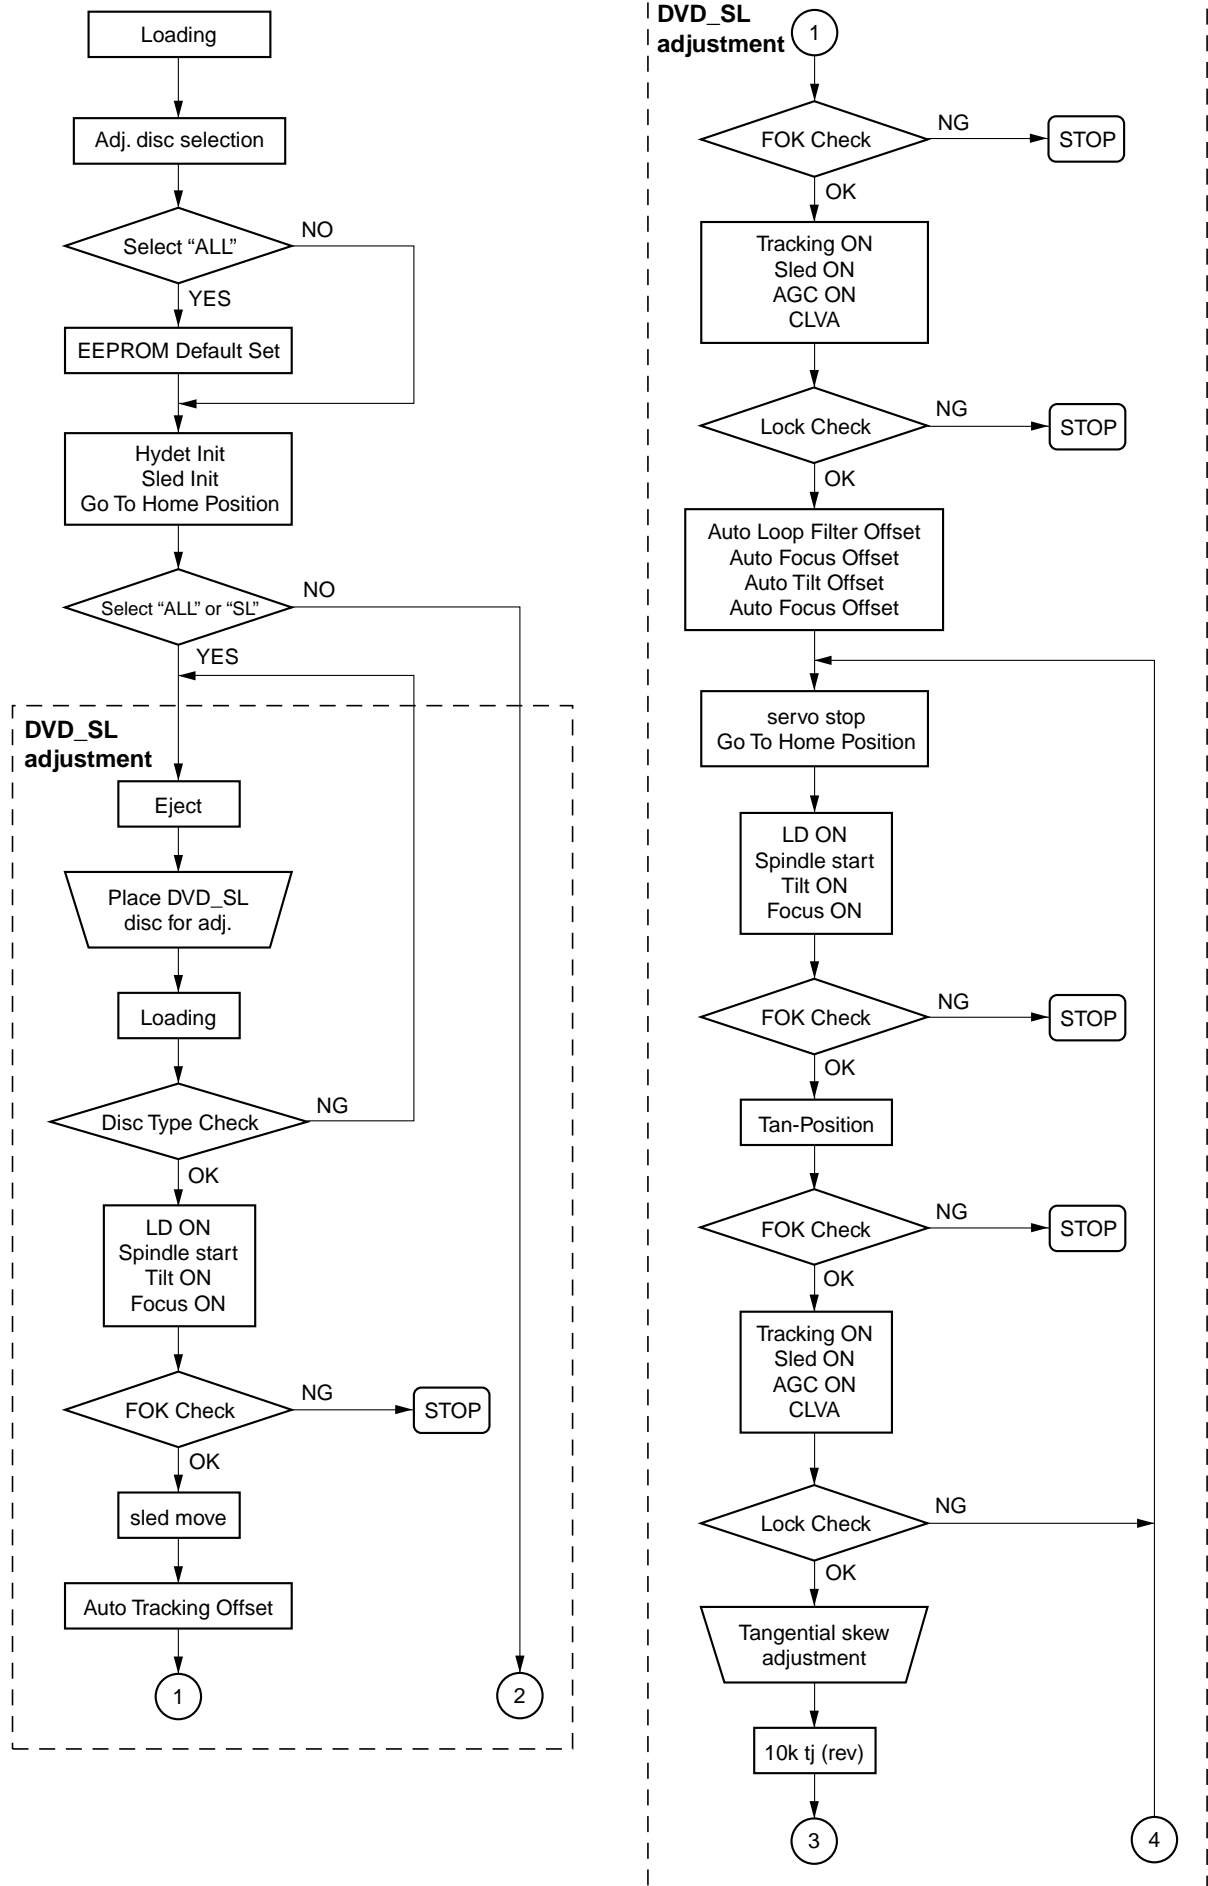 Loading
Adj. disc selection
Select “ALL”
NO
YES
EEPROM Default Set
Hydet Init
Sled Init
Go To Home Position
Select “ALL” or “SL”
NO
YES
DVD_SL
adjustment
Eject
Place DVD_SL
disc for adj.
Loading
Disc Type Check
NG
OK
LD ON
Spindle start
Tilt ON
Focus ON
FOK Check
NG
STOP
OK
sled move
Auto Tracking Offset
1
2
DVD_SL
adjustment
1
FOK Check
NG
STOP
OK
Tracking ON
Sled ON
AGC ON
CLVA
Lock Check
NG
STOP
OK
Auto Loop Filter Offset
Auto Focus Offset
Auto Tilt Offset
Auto Focus Offset
servo stop
Go To Home Position
LD ON
Spindle start
Tilt ON
Focus ON
FOK Check
NG
STOP
OK
Tan-Position
FOK Check
NG
STOP
OK
Tracking ON
Sled ON
AGC ON
CLVA
Lock Check
NG
OK
Tangential skew
adjustment
10k tj (rev)
3
4